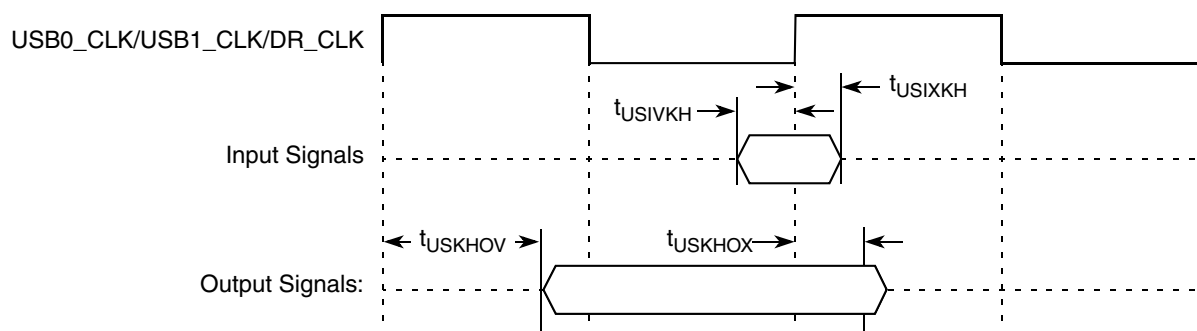 USB0_CLK/USB1_CLK/DR_CLK
tUSIXKH
tUSIVKH
Input Signals
tUSKHOV
tUSKHOX
Output Signals: